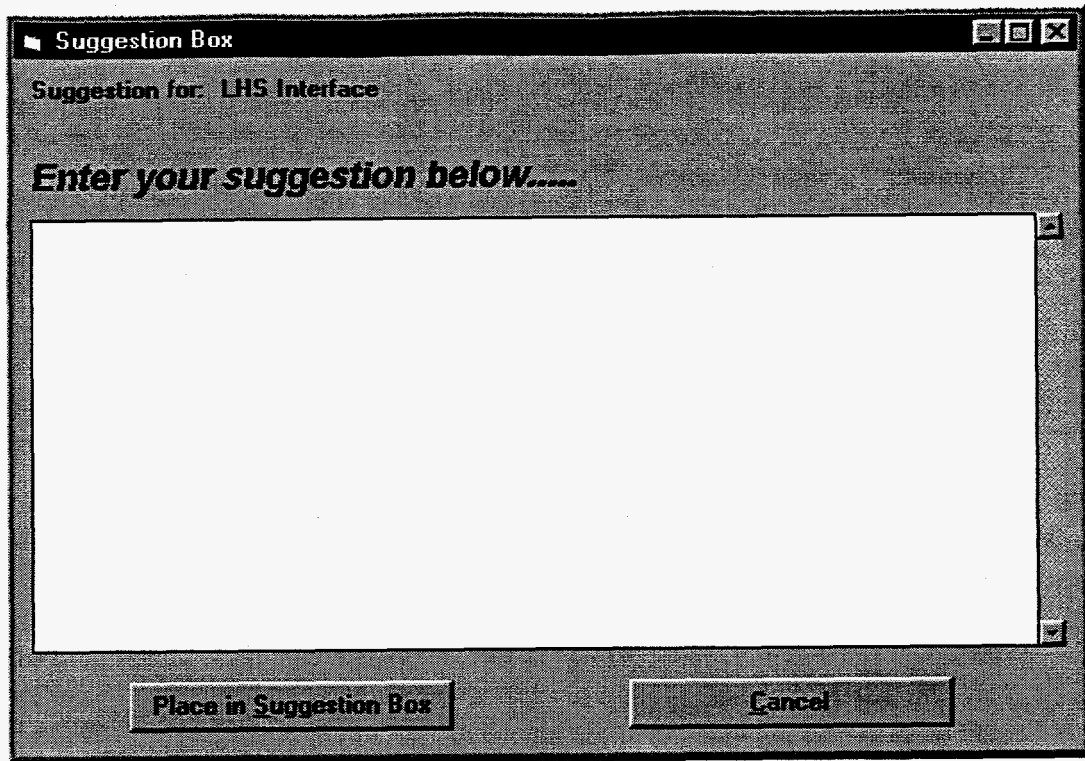 Suggestion Box
Suggestion for: LHS Interface
Enter your suggestion below.....
Place in Suggestion Box
Cancel